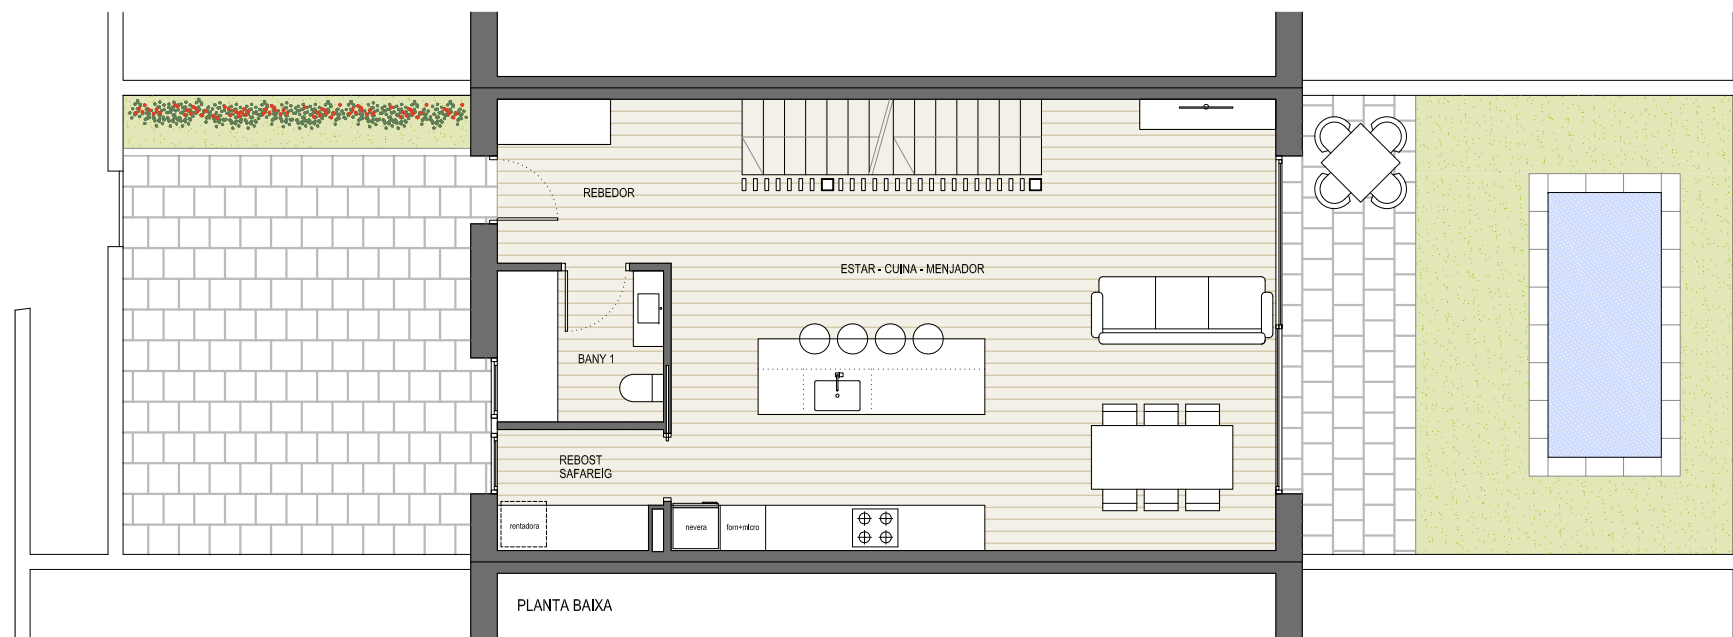 REBEDOR
ESTAR - CUINA - MENJADOR
BANY 1
REBOST
SAFAREIG
rentadora
nevera
forn+micro
PLANTA BAIXA